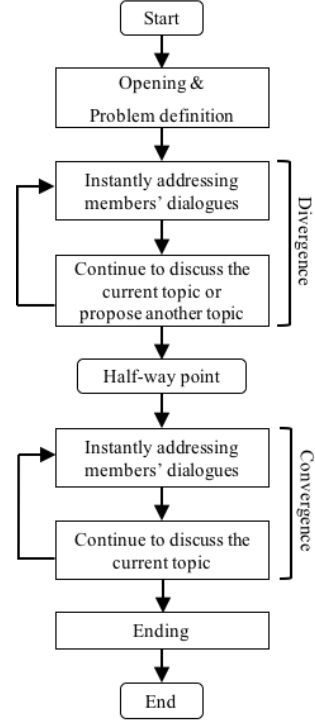 Start
Opening &
Problem definition
Instantly addressing
members' dialogues
Continue to discuss the
current topic or
propose another topic
Divergence
Half-way point
Instantly addressing
members' dialogues
Continue to discuss the
current topic
Convergence
Ending
End